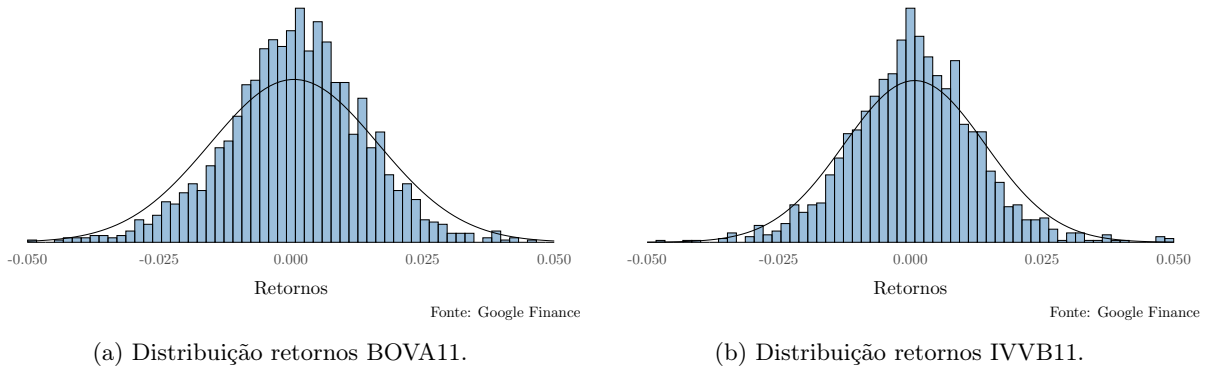 -0.050 -0.025 0.000 0.025 0.050
Retornos
Fonte: Google Finance
(a) Distribuição retornos BOVA11.
-0.050 -0.025 0.000 0.025 0.050
Retornos
Fonte: Google Finance
(b) Distribuição retornos IVVB11.